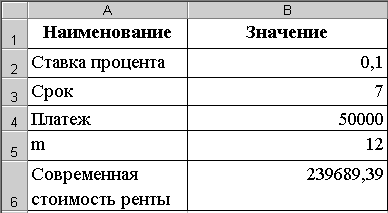 A B
1 Наименование Значение
2 Ставка процента 0,1
3 Срок 7
4 Платеж 50000
5 m 12
Современная 239689,39
6 стоимость ренты